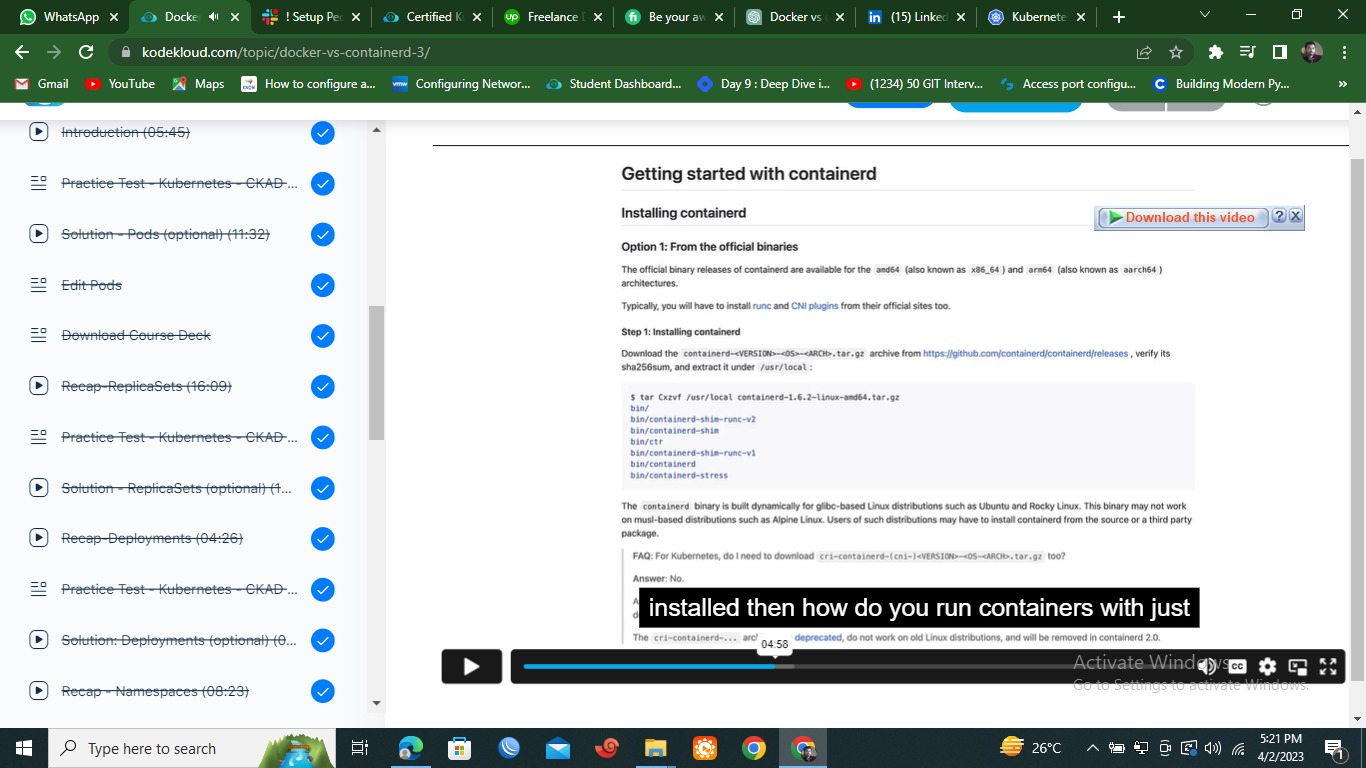 WhatsApp
Docke
! Setup Pe
Certified K
Freelance
Be your aw
Docker vs
(15) Linked
Kubernete
kodekloud.com/topic/docker-vs-containerd-3/
Gmail
YouTube
Maps
How to configure a...
Configuring Networ...
Student Dashboard...
Day 9 : Deep Dive i...
(1234) 50 GIT Interv...
Access port configu...
Building Modern Py...
»
Introduction (05:45)
Practice Test - Kubernetes - CKAD ...
Solution - Pods (optional) (11:32)
Edit Pods
Download Course Deck
Recap-ReplicaSets (16:09)
Practice Test - Kubernetes - CKAD ...
Solution - ReplicaSets (optional) (1...
Recap-Deployments (04:26)
Practice Test - Kubernetes - CKAD ...
Solution: Deployments (optional) (0...
Recap - Namespaces (08:23)
Getting started with containerd
Installing containerd
Download this video ? X
Option 1: From the official binaries
The official binary releases of containerd are available for the amd64 (also known as x86_64 ) and arm64 (also known as aarch64 )
architectures.
Typically, you will have to install runc and CNI plugins from their official sites too.
Step 1: Installing containerd
Download the containerd-<VERSION>-<OS>-<ARCH>.tar.gz archive from https://github.com/containerd/containerd/releases , verify its
sha256sum, and extract it under /usr/local :
$ tar Cxzvf /usr/local containerd-1.6.2-linux-amd64.tar.gz
bin/
bin/containerd-shim-runc-v2
bin/containerd-shim
bin/ctr
bin/containerd-shim-runc-v1
bin/containerd
bin/containerd-stress
The containerd binary is built dynamically for glibc-based Linux distributions such as Ubuntu and Rocky Linux. This binary may not work
on musl-based distributions such as Alpine Linux. Users of such distributions may have to install containerd from the source or a third party
package.
FAQ: For Kubernetes, do I need to download cri-containerd-(cni-)<VERSION>-<OS-<ARCH>.tar.gz too?
Answer: No.
installed then how do you run containers with just
The cri-containerd-... deprecated, do not work on old Linux distributions, and will be removed in containerd 2.0.
04:58
CC
Activate Windows
Go to Settings to activate Windows.
Type here to search
26°C
5:21 PM
4/2/2023
1